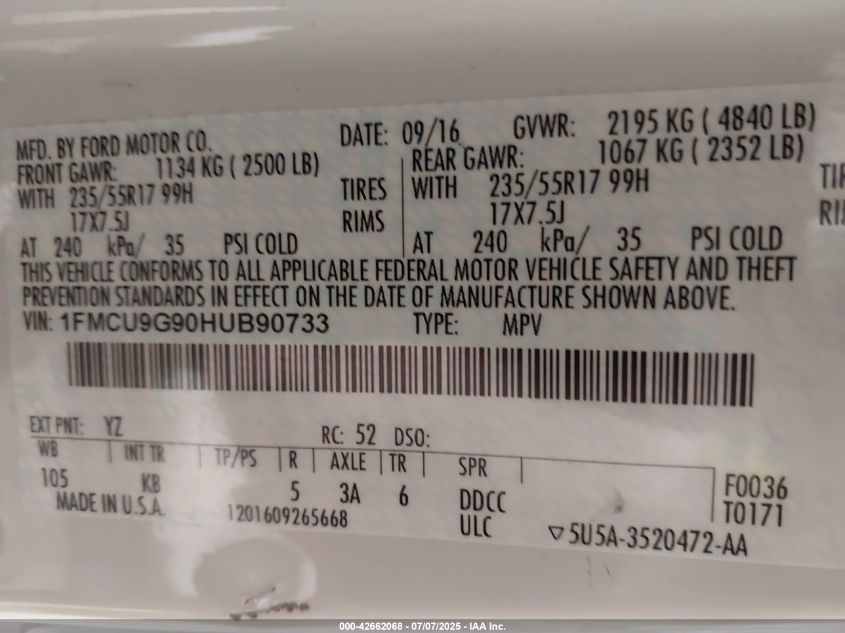 MFD. BY FORD MOTOR CO. DATE: 09/16 GVWR: 2195 KG ( 4840 LB)
FRONT GAWR: 1134 KG ( 2500 LB) REAR GAWR: 1067 KG ( 2352 LB)
WITH 235/55R17 99H TIRES WITH 235/55R17 99H
17X7.5J RIMS 17X7.5J
AT 240 kPa/ 35 PSI COLD AT 240 kPa/ 35 PSI COLD
THIS VEHICLE CONFORMS TO ALL APPLICABLE FEDERAL MOTOR VEHICLE SAFETY AND THEFT
PREVENTION STANDARDS IN EFFECT ON THE DATE OF MANUFACTURE SHOWN ABOVE.
VIN: 1FMCU9G90HUB90733 TYPE: MPV
EXT PNT: YZ RC: 52 DSO:
WB INT TR TP/PS R AXLE TR SPR
105 KB 5 3A 6 DDCC F0036
MADE IN U.S.A. 1201609265668 ULC T0171
5U5A-3520472-AA
000-42662068 - 07/07/2025 - IAA Inc.